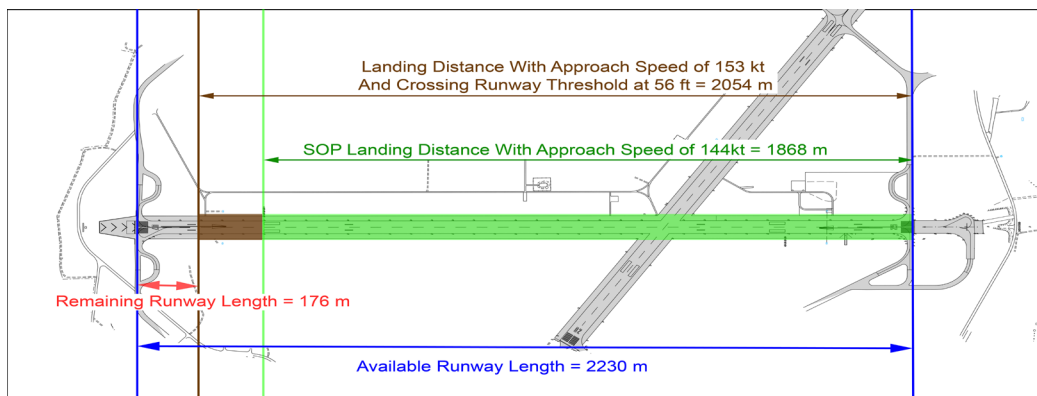 Landing Distance With Approach Speed of 153 kt
And Crossing Runway Threshold at 56 ft = 2054 m
SOP Landing Distance With Approach Speed of 144kt = 1868 m
Remaining Runway Length = 176 m
Available Runway Length = 2230 m